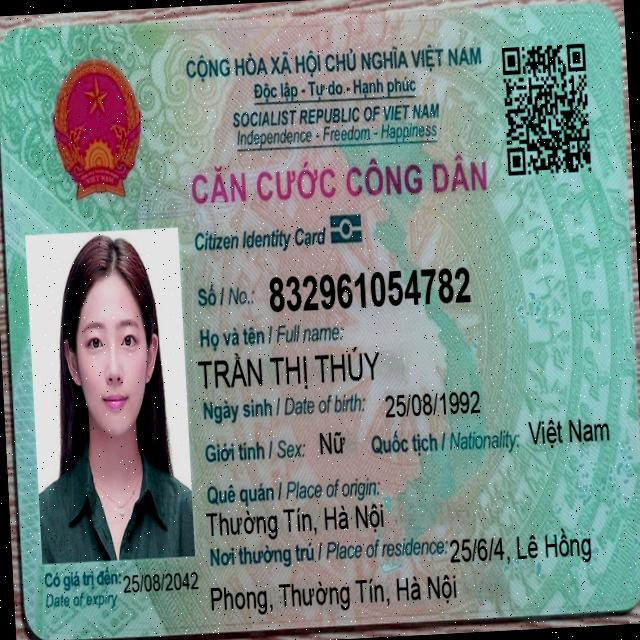 CỘNG HÒA XÃ HỘI CHỦ NGHĨA VIỆT NAM
Độc lập - Tự do - Hạnh phúc
SOCIALIST REPUBLIC OF VIET NAM
Independence - Freedom - Happiness
CĂN CƯỚC CÔNG DÂN
Citizen Identity Card
Số / No.: 832961054782
Họ và tên / Full name:
TRẦN THỊ THÚY
Ngày sinh / Date of birth: 25/08/1992
Giới tính / Sex: Nữ Quốc tịch / Nationality: Việt Nam
Quê quán / Place of origin:
Thường Tín, Hà Nội
Nơi thường trú / Place of residence: 25/6/4, Lê Hồng
Phong, Thường Tín, Hà Nội
Có giá trị đến: 25/08/2042
Date of expiry
VIỆT NAM